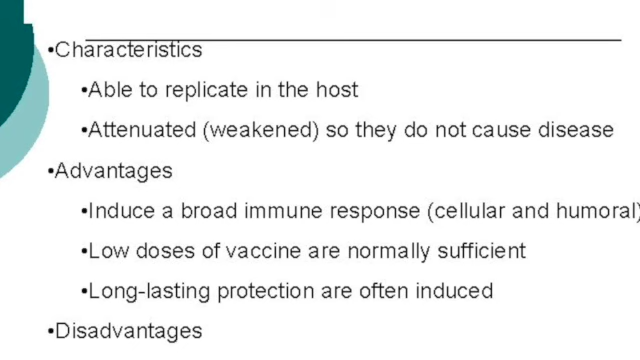 •Characteristics
•Able to replicate in the host
•Attenuated (weakened) so they do not cause disease
•Advantages
•Induce a broad immune response (cellular and humoral)
•Low doses of vaccine are normally sufficient
•Long-lasting protection are often induced
•Disadvantages